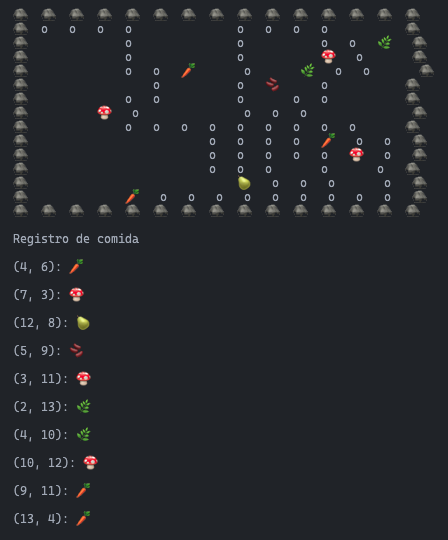 o o o o o o o o
o o o o
o o o
o o o o o
o o o
o o o o o
o o o o
o o o o o o o o o
o o o o o o
o o o o o o
o o o o o o
o o o o
o o o o o o o o o
Registro de comida
(4, 6):
(7, 3):
(12, 8):
(5, 9):
(3, 11):
(2, 13):
(4, 10):
(10, 12):
(9, 11):
(13, 4):